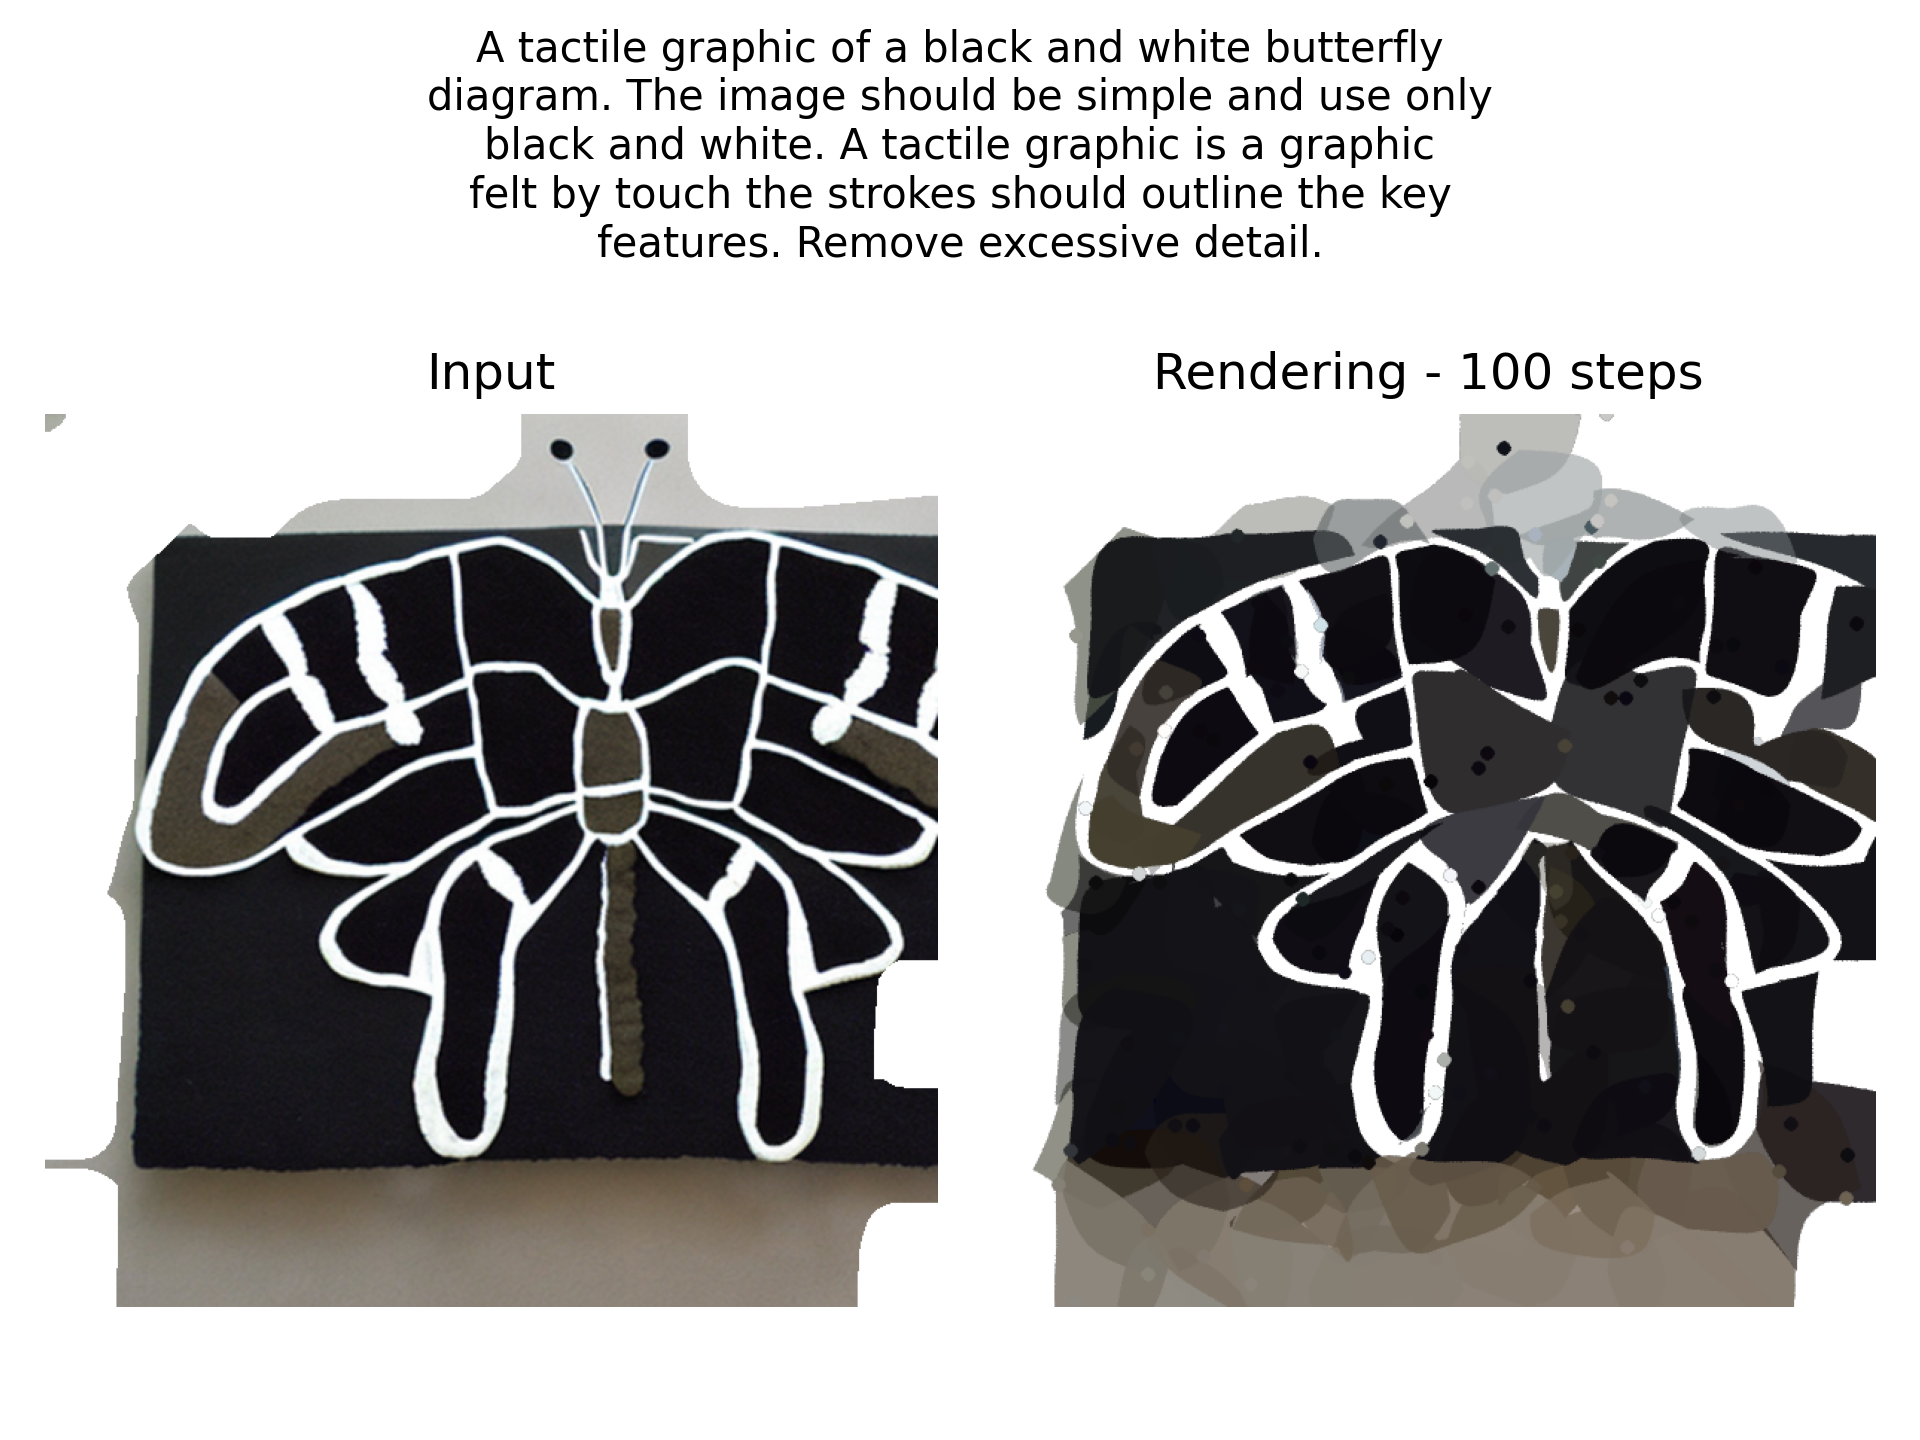 A tactile graphic of a black and white butterfly
diagram. The image should be simple and use only
black and white. A tactile graphic is a graphic
felt by touch the strokes should outline the key
features. Remove excessive detail.
Input
Rendering - 100 steps